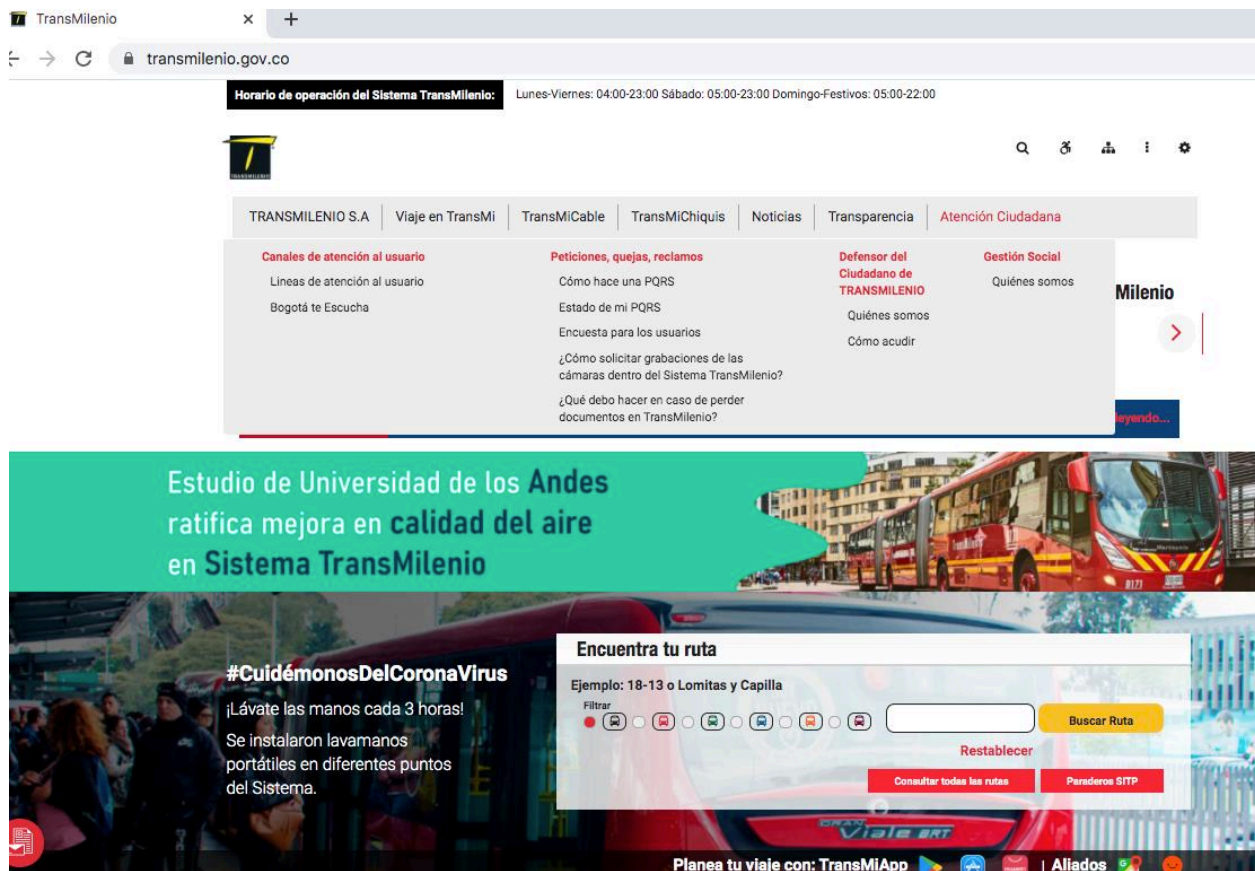 TransMilenio
transmilenio.gov.co
Horario de operación del Sistema TransMilenio: Lunes-Viernes: 04:00-23:00 Sábado: 05:00-23:00 Domingo-Festivos: 05:00-22:00
TRANSMILENIO
TRANSMILENIO S.A Viaje en TransMi TransMiCable TransMiChiquis Noticias Transparencia Atención Ciudadana
Canales de atención al usuario
Lineas de atención al usuario
Bogotá te Escucha
Peticiones, quejas, reclamos
Cómo hace una PQRS
Estado de mi PQRS
Encuesta para los usuarios
¿Cómo solicitar grabaciones de las
cámaras dentro del Sistema TransMilenio?
¿Qué debo hacer en caso de perder
documentos en TransMilenio?
Defensor del
Ciudadano de
TRANSMILENIO
Quiénes somos
Cómo acudir
Gestión Social
Quiénes somos
Milenio
leyendo...
Estudio de Universidad de los Andes
ratifica mejora en calidad del aire
en Sistema TransMilenio
TransMilenio
B171
#CuidémonosDelCoronaVirus
¡Lávate las manos cada 3 horas!
Se instalaron lavamanos
portátiles en diferentes puntos
del Sistema.
Encuentra tu ruta
Ejemplo: 18-13 o Lomitas y Capilla
Filtrar
Buscar Ruta
Restablecer
Consultar todas las rutas Paraderos SITP
GRAN
Viale BRT
Planea tu viaje con: TransMiApp | Aliados